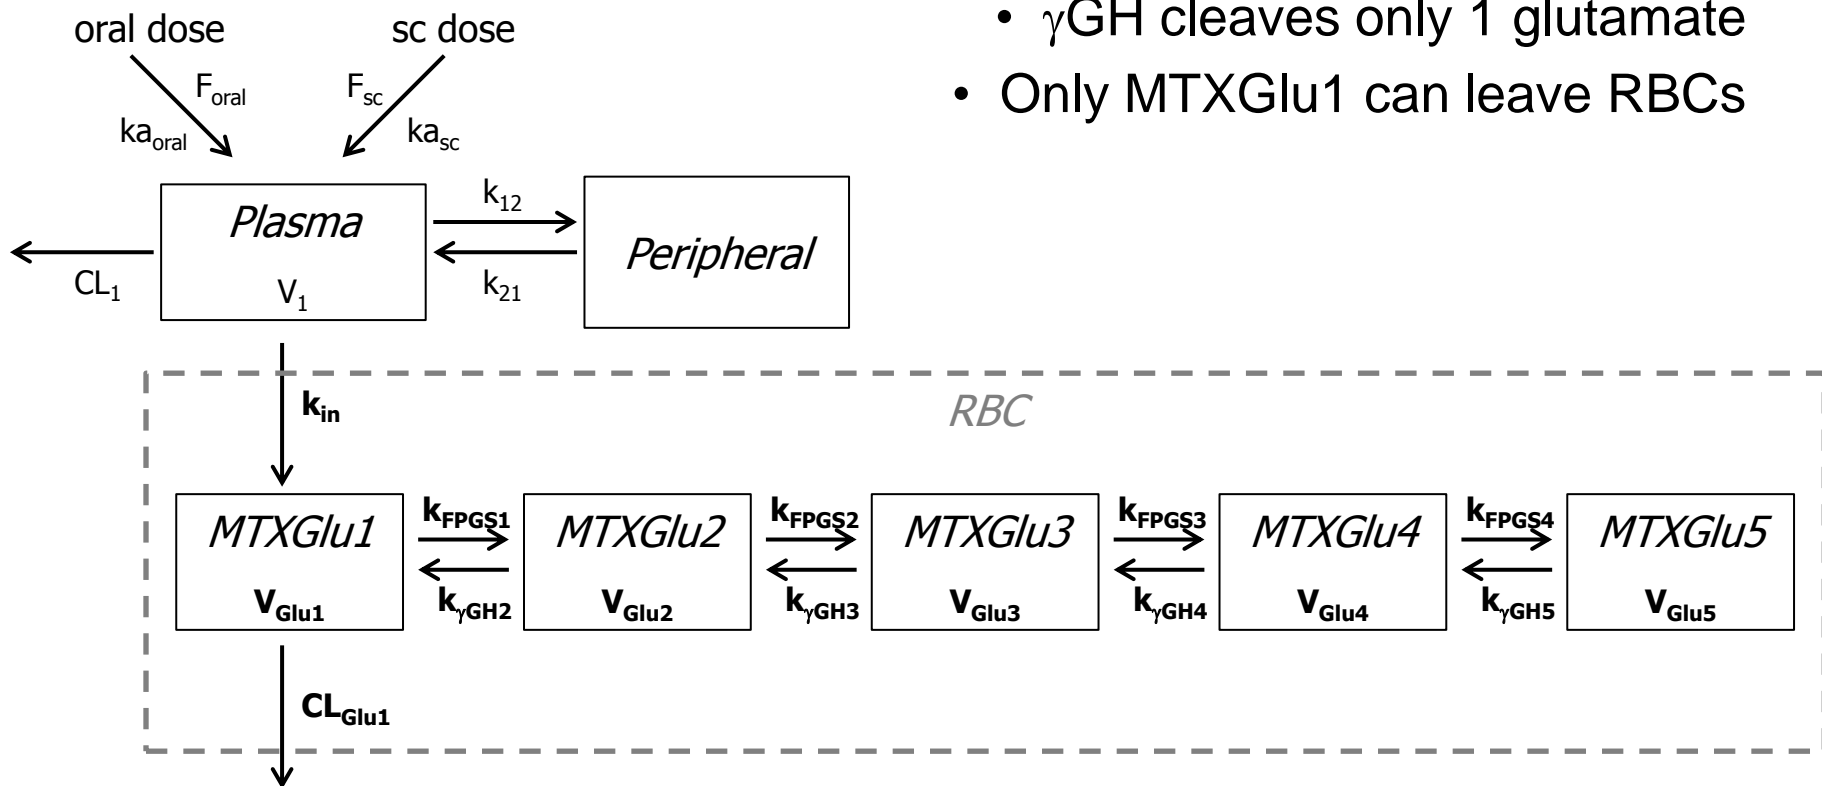 • γGH cleaves only 1 glutamate
• Only MTXGlu1 can leave RBCs
oral dose
sc dose
F_oral
F_sc
ka_oral
ka_sc
Plasma
V_1
k_12
k_21
Peripheral
CL_1
k_in
RBC
MTXGlu1
V_Glu1
k_FPGS1
k_γGH2
MTXGlu2
V_Glu2
k_FPGS2
k_γGH3
MTXGlu3
V_Glu3
k_FPGS3
k_γGH4
MTXGlu4
V_Glu4
k_FPGS4
k_γGH5
MTXGlu5
V_Glu5
CL_Glu1